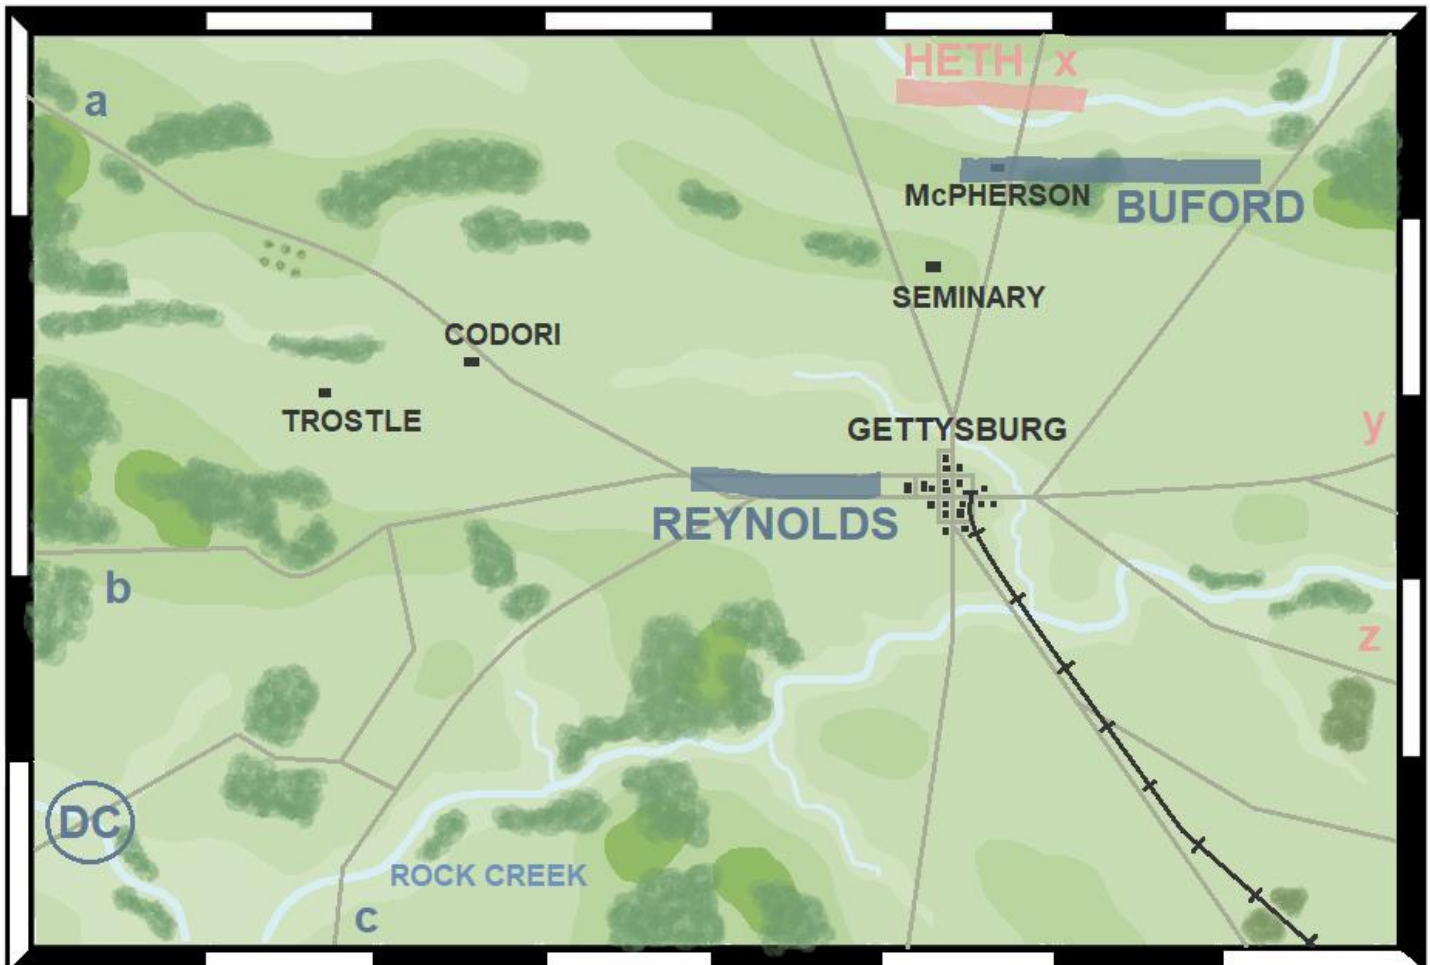 HETH x
a
McPHERSON
BUFORD
SEMINARY
CODORI
TROSTLE
GETTYSBURG
y
REYNOLDS
b
z
DC
ROCK CREEK
c